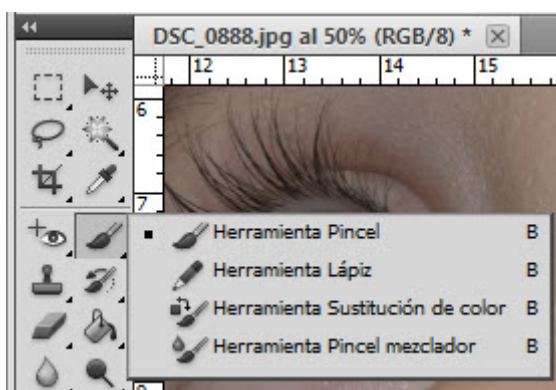 DSC_0888.jpg al 50% (RGB/8) *
12 13 14 15
6
7
Herramienta Pincel B
Herramienta Lápiz B
Herramienta Sustitución de color B
Herramienta Pincel mezclador B